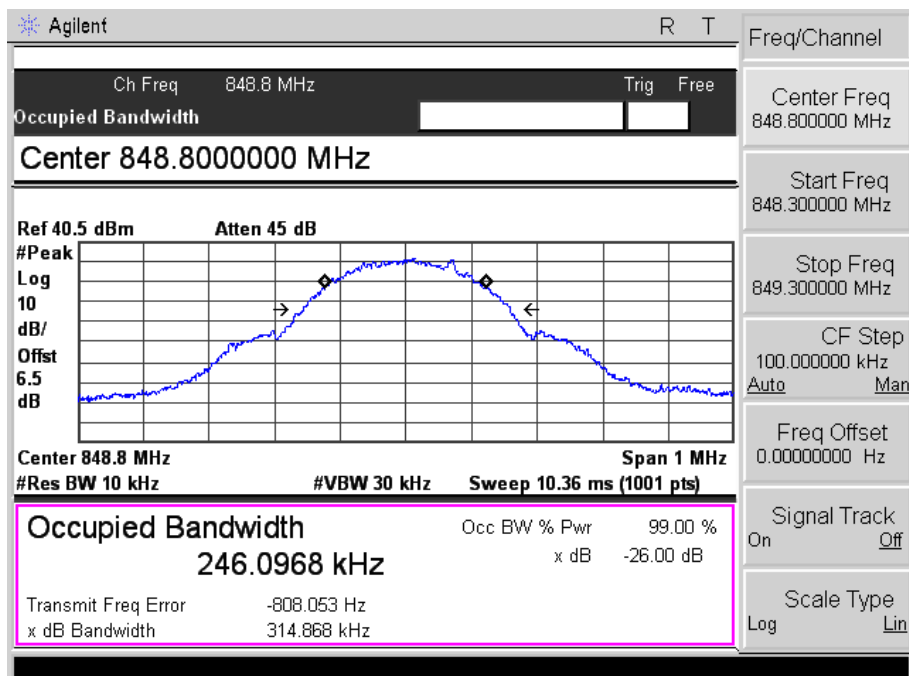 Agilent R T
Ch Freq 848.8 MHz Trig Free
Occupied Bandwidth
Center 848.8000000 MHz
Ref 40.5 dBm Atten 45 dB
#Peak
Log
10
dB/
Offst
6.5
dB
Center 848.8 MHz Span 1 MHz
#Res BW 10 kHz #VBW 30 kHz Sweep 10.36 ms (1001 pts)
Occupied Bandwidth Occ BW % Pwr 99.00 %
246.0968 kHz x dB -26.00 dB
Transmit Freq Error -808.053 Hz
x dB Bandwidth 314.868 kHz
Freq/Channel
Center Freq
848.800000 MHz
Start Freq
848.300000 MHz
Stop Freq
849.300000 MHz
CF Step
100.000000 kHz
Auto Man
Freq Offset
0.00000000 Hz
Signal Track
On Off
Scale Type
Log Lin